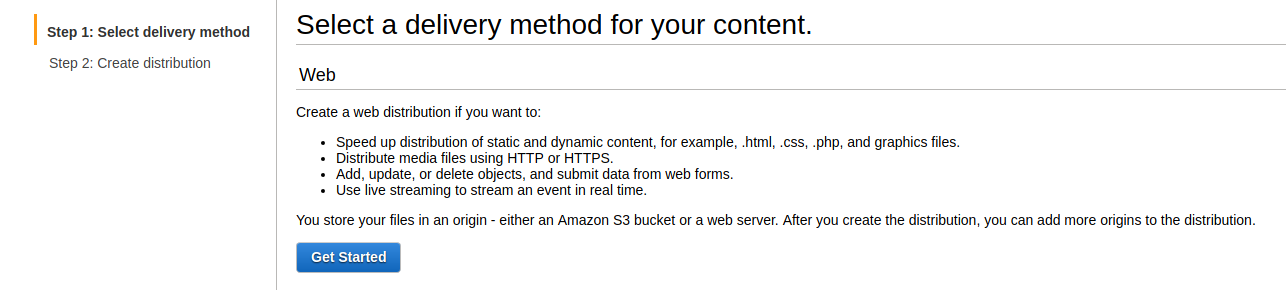 Step 1: Select delivery method
Step 2: Create distribution
Select a delivery method for your content.
Web
Create a web distribution if you want to:
• Speed up distribution of static and dynamic content, for example, .html, .css, .php, and graphics files.
• Distribute media files using HTTP or HTTPS.
• Add, update, or delete objects, and submit data from web forms.
• Use live streaming to stream an event in real time.
You store your files in an origin - either an Amazon S3 bucket or a web server. After you create the distribution, you can add more origins to the distribution.
Get Started